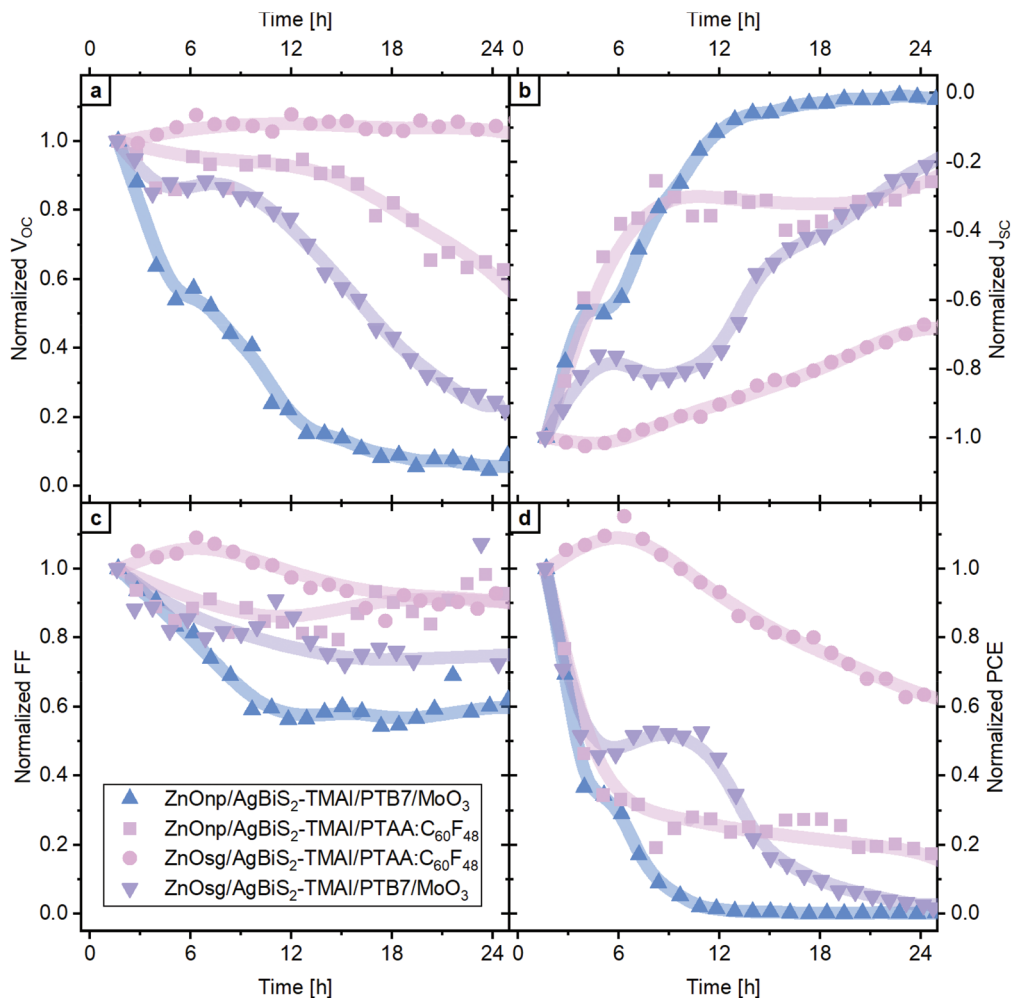 Time [h]
Time [h]
0 6 12 18 24
0 6 12 18 24
a
b
1.0
0.8
0.6
0.4
0.2
0.0
Normalized V_OC
0.0
-0.2
-0.4
-0.6
-0.8
-1.0
Normalized J_SC
c
d
1.0
0.8
0.6
0.4
0.2
0.0
Normalized FF
1.0
0.8
0.6
0.4
0.2
0.0
Normalized PCE
ZnOnp/AgBiS₂-TMAI/PTB7/MoO₃
ZnOnp/AgBiS₂-TMAI/PTAA:C₆₀F₄₈
ZnOsg/AgBiS₂-TMAI/PTAA:C₆₀F₄₈
ZnOsg/AgBiS₂-TMAI/PTB7/MoO₃
0 6 12 18 24
0 6 12 18 24
Time [h]
Time [h]